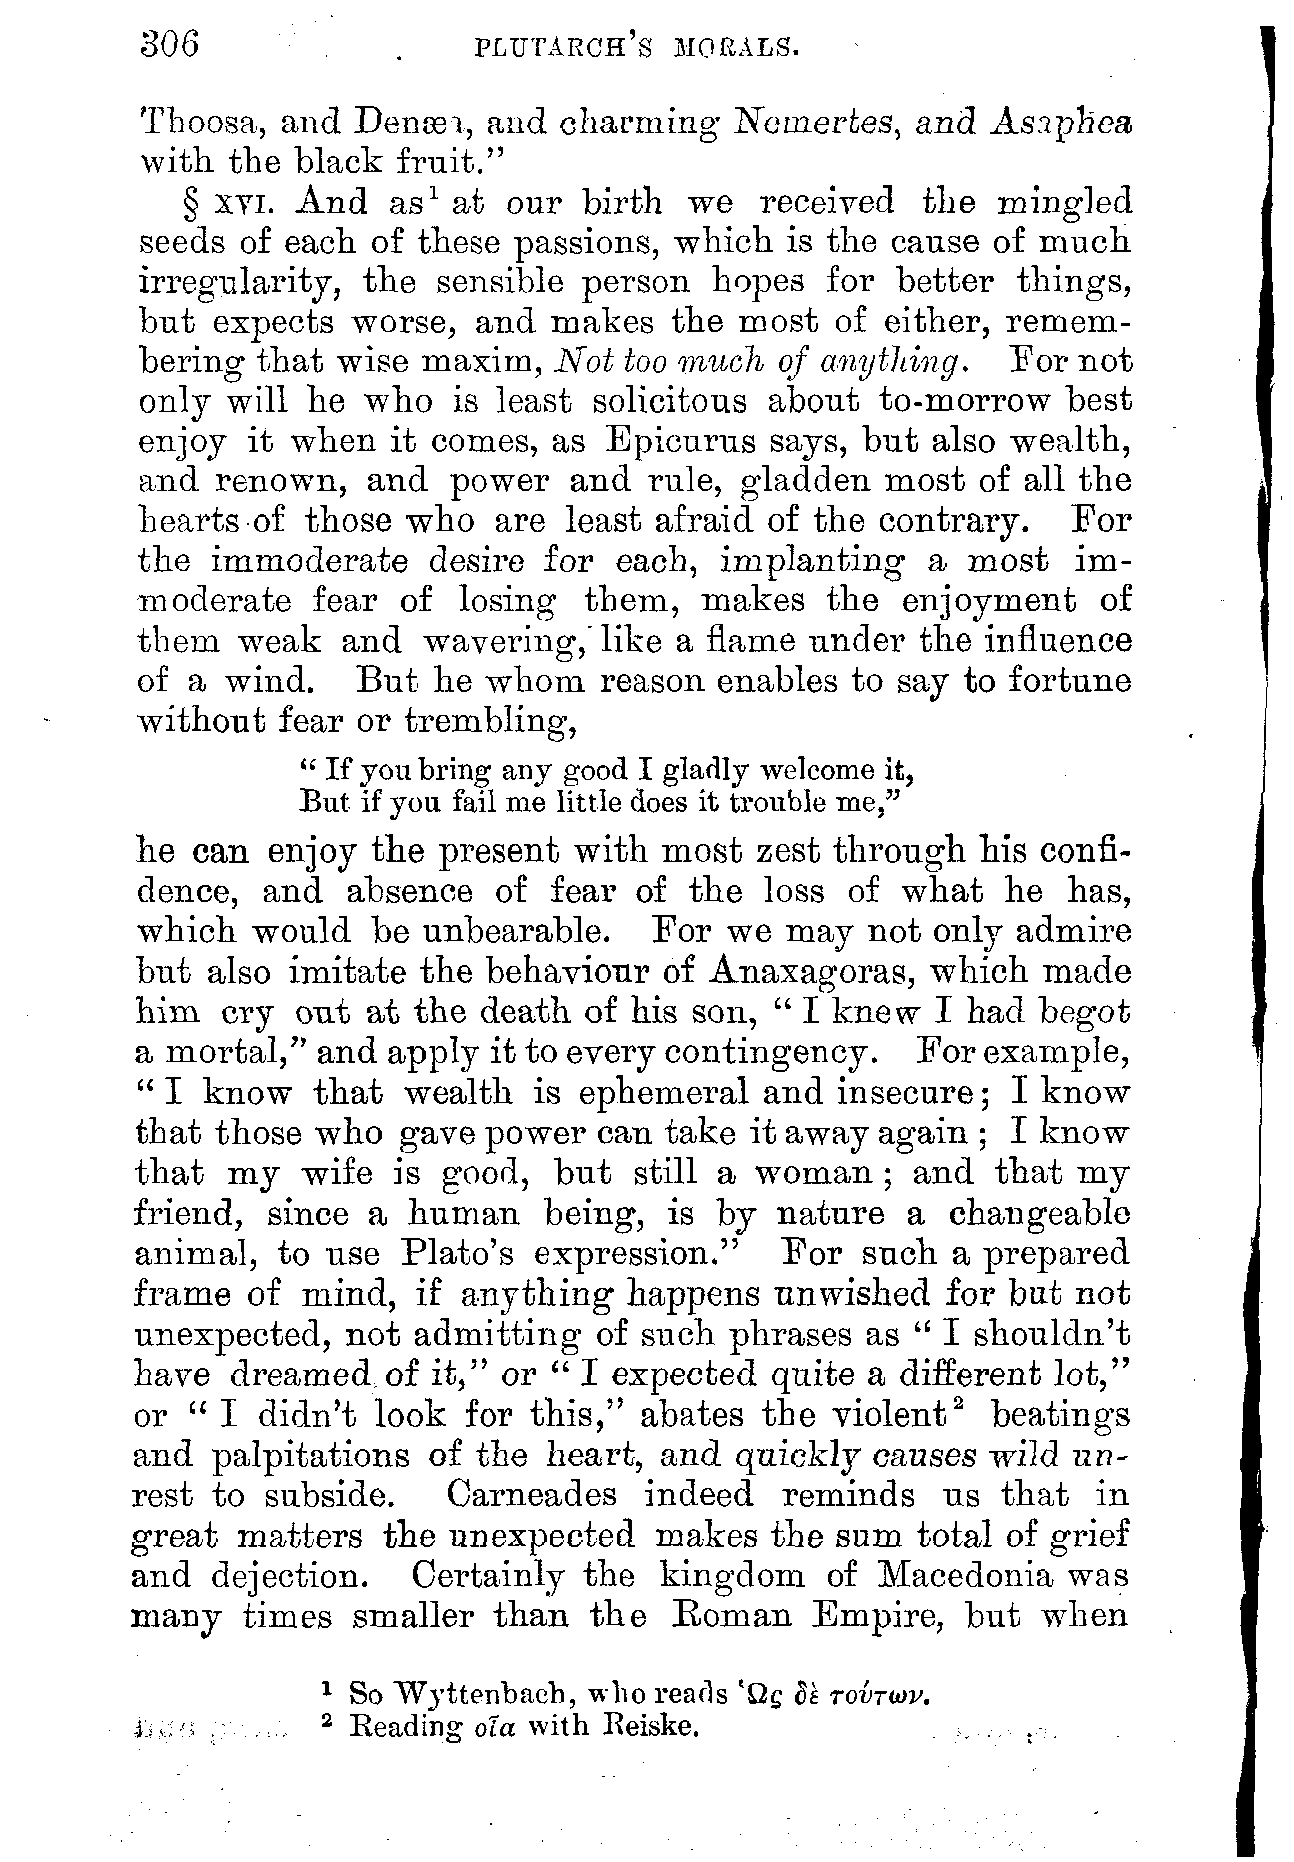 306 PLUTARCH'S MORALS.
Thoosa, and Denæa, and charming Nemertes, and Asaphea
with the black fruit."
§ XVI. And as¹ at our birth we received the mingled
seeds of each of these passions, which is the cause of much
irregularity, the sensible person hopes for better things,
but expects worse, and makes the most of either, remem-
bering that wise maxim, Not too much of anything. For not
only will he who is least solicitous about to-morrow best
enjoy it when it comes, as Epicurus says, but also wealth,
and renown, and power and rule, gladden most of all the
hearts of those who are least afraid of the contrary. For
the immoderate desire for each, implanting a most im-
moderate fear of losing them, makes the enjoyment of
them weak and wavering, like a flame under the influence
of a wind. But he whom reason enables to say to fortune
without fear or trembling,
" If you bring any good I gladly welcome it,
But if you fail me little does it trouble me,"
he can enjoy the present with most zest through his confi-
dence, and absence of fear of the loss of what he has,
which would be unbearable. For we may not only admire
but also imitate the behaviour of Anaxagoras, which made
him cry out at the death of his son, " I knew I had begot
a mortal," and apply it to every contingency. For example,
" I know that wealth is ephemeral and insecure; I know
that those who gave power can take it away again ; I know
that my wife is good, but still a woman ; and that my
friend, since a human being, is by nature a changeable
animal, to use Plato's expression." For such a prepared
frame of mind, if anything happens unwished for but not
unexpected, not admitting of such phrases as " I shouldn't
have dreamed of it," or " I expected quite a different lot,"
or " I didn't look for this," abates the violent² beatings
and palpitations of the heart, and quickly causes wild un-
rest to subside. Carneades indeed reminds us that in
great matters the unexpected makes the sum total of grief
and dejection. Certainly the kingdom of Macedonia was
many times smaller than the Roman Empire, but when
¹ So Wyttenbach, who reads Ὡς δὲ τούτων.
² Reading οἷα with Reiske.